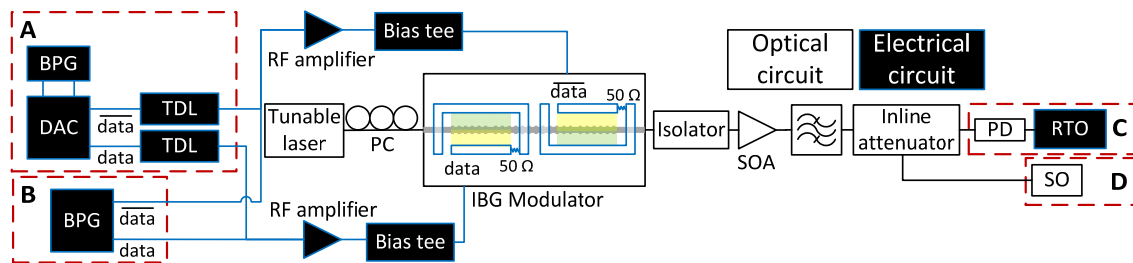 A
BPG
DAC
TDL
data
TDL
data
B
BPG
data
data
RF amplifier
Bias tee
Tunable
laser
PC
data
50 Ω
data
50 Ω
IBG Modulator
RF amplifier
Bias tee
Optical
circuit
Electrical
circuit
Isolator
SOA
Inline
attenuator
PD
RTO
C
SO
D